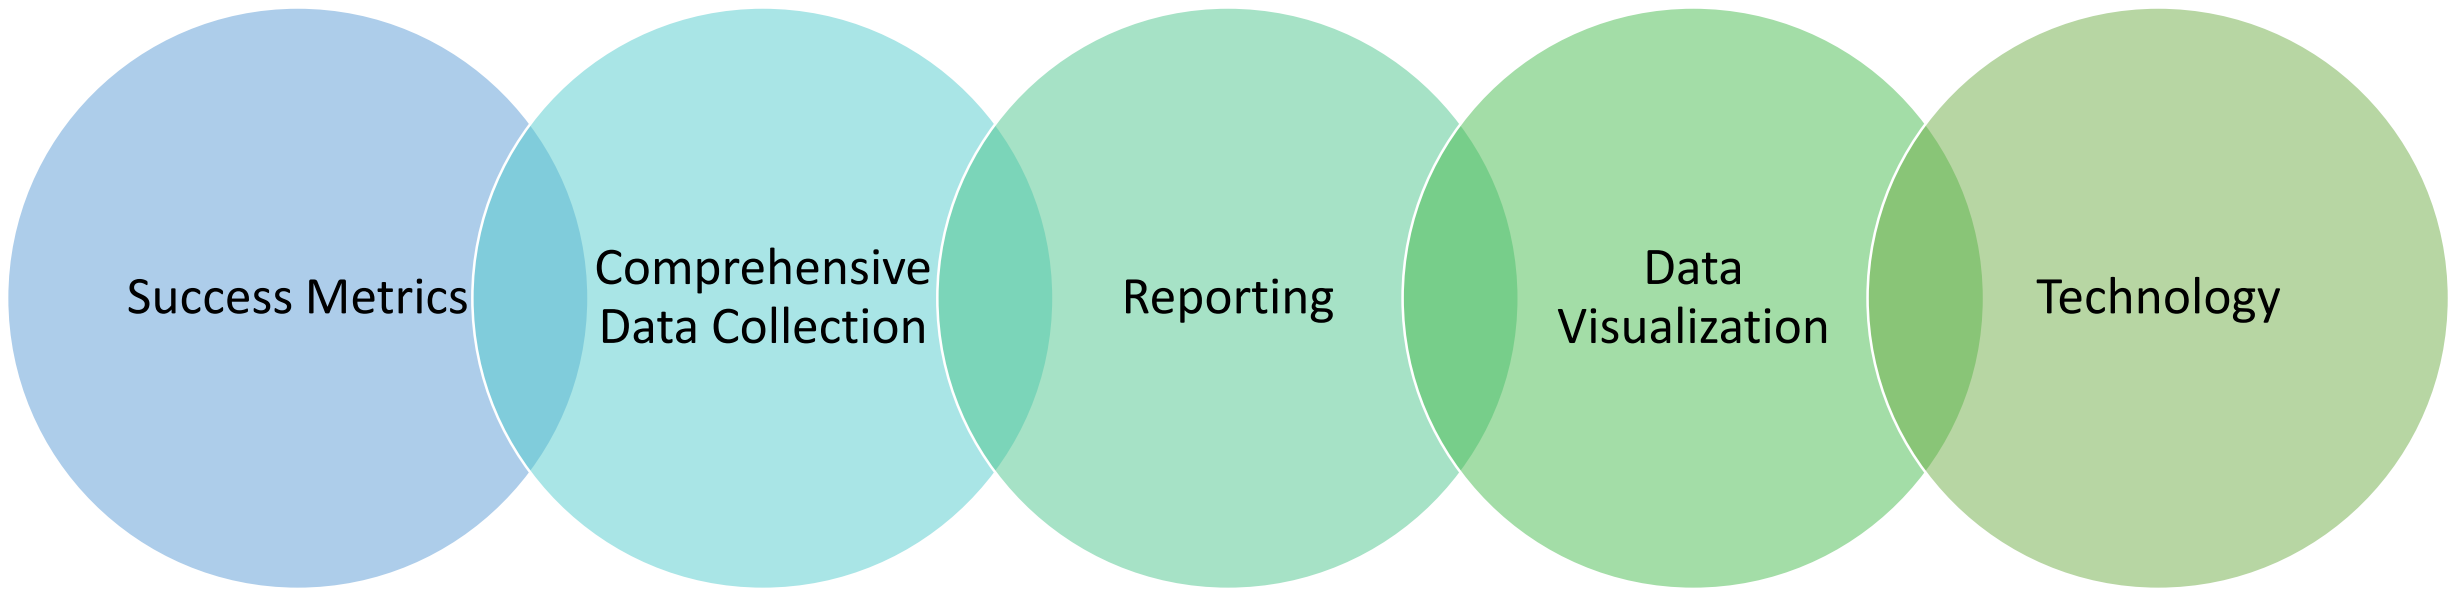 Success Metrics
Comprehensive
Data Collection
Reporting
Data
Visualization
Technology